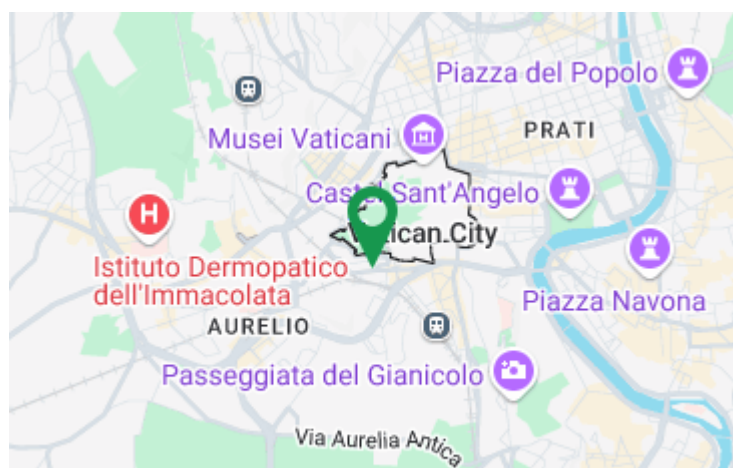 Piazza del Popolo
Musei Vaticani
PRATI
Castel Sant'Angelo
Vatican City
H
Istituto Dermopatico
dell'Immacolata
Piazza Navona
AURELIO
Passeggiata del Gianicolo
Via Aurelia Antica